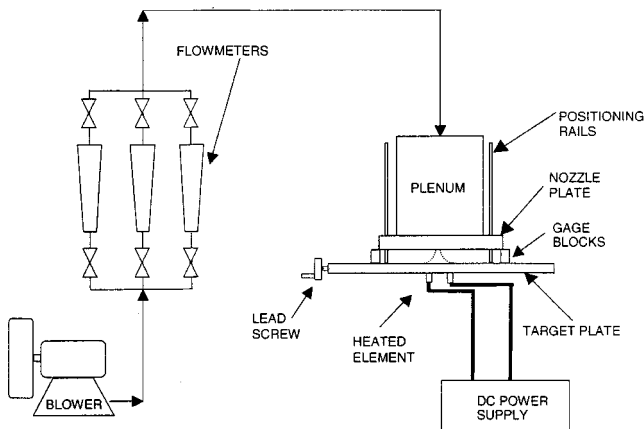 FLOWMETERS
POSITIONING
RAILS
PLENUM
NOZZLE
PLATE
GAGE
BLOCKS
LEAD
SCREW
HEATED
ELEMENT
TARGET PLATE
BLOWER
DC POWER
SUPPLY